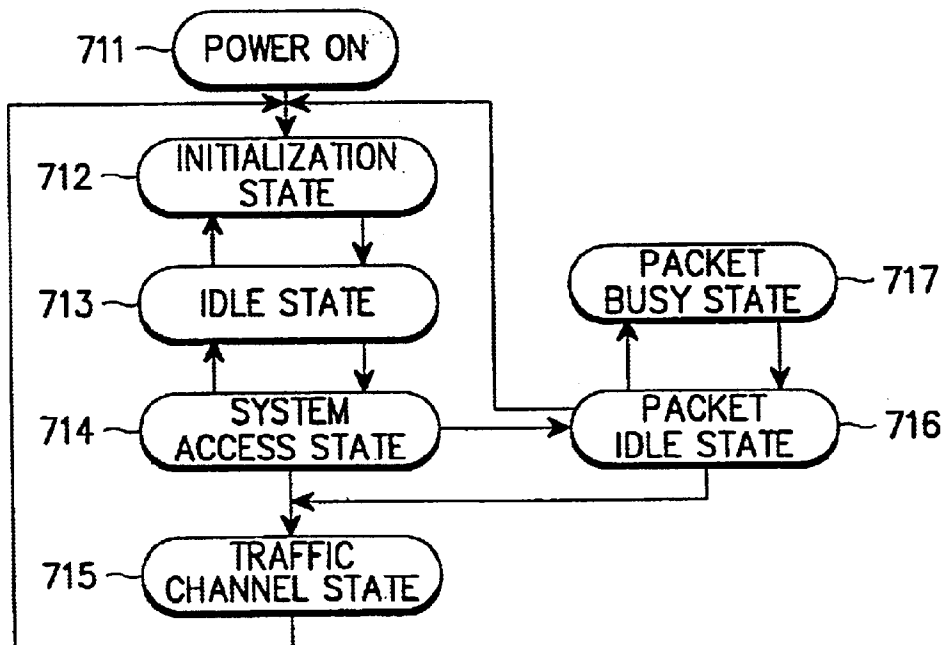 711
POWER ON
712
INITIALIZATION
STATE
713
IDLE STATE
PACKET
BUSY STATE
717
714
SYSTEM
ACCESS STATE
PACKET
IDLE STATE
716
715
TRAFFIC
CHANNEL STATE